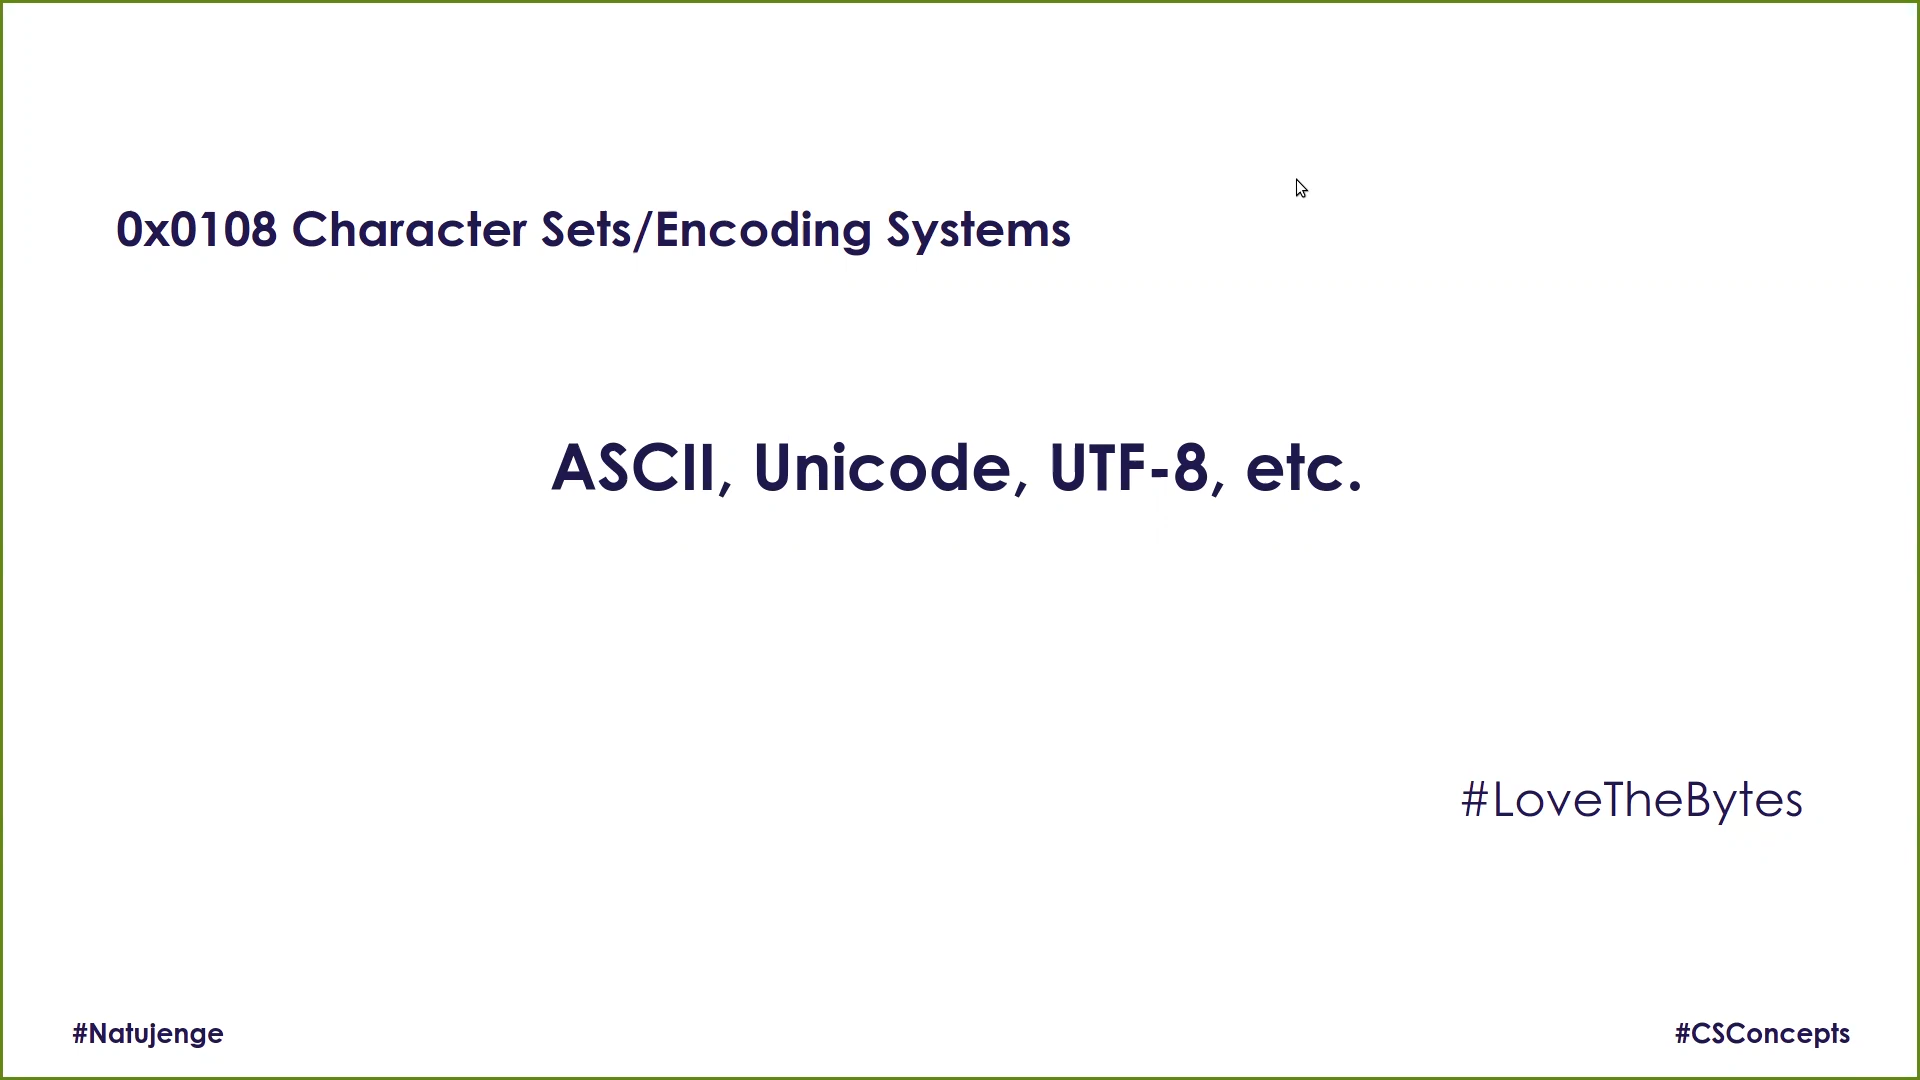 0x0108 Character Sets/Encoding Systems
ASCII, Unicode, UTF-8, etc.
#LoveTheBytes
#Natujenge
#CSConcepts